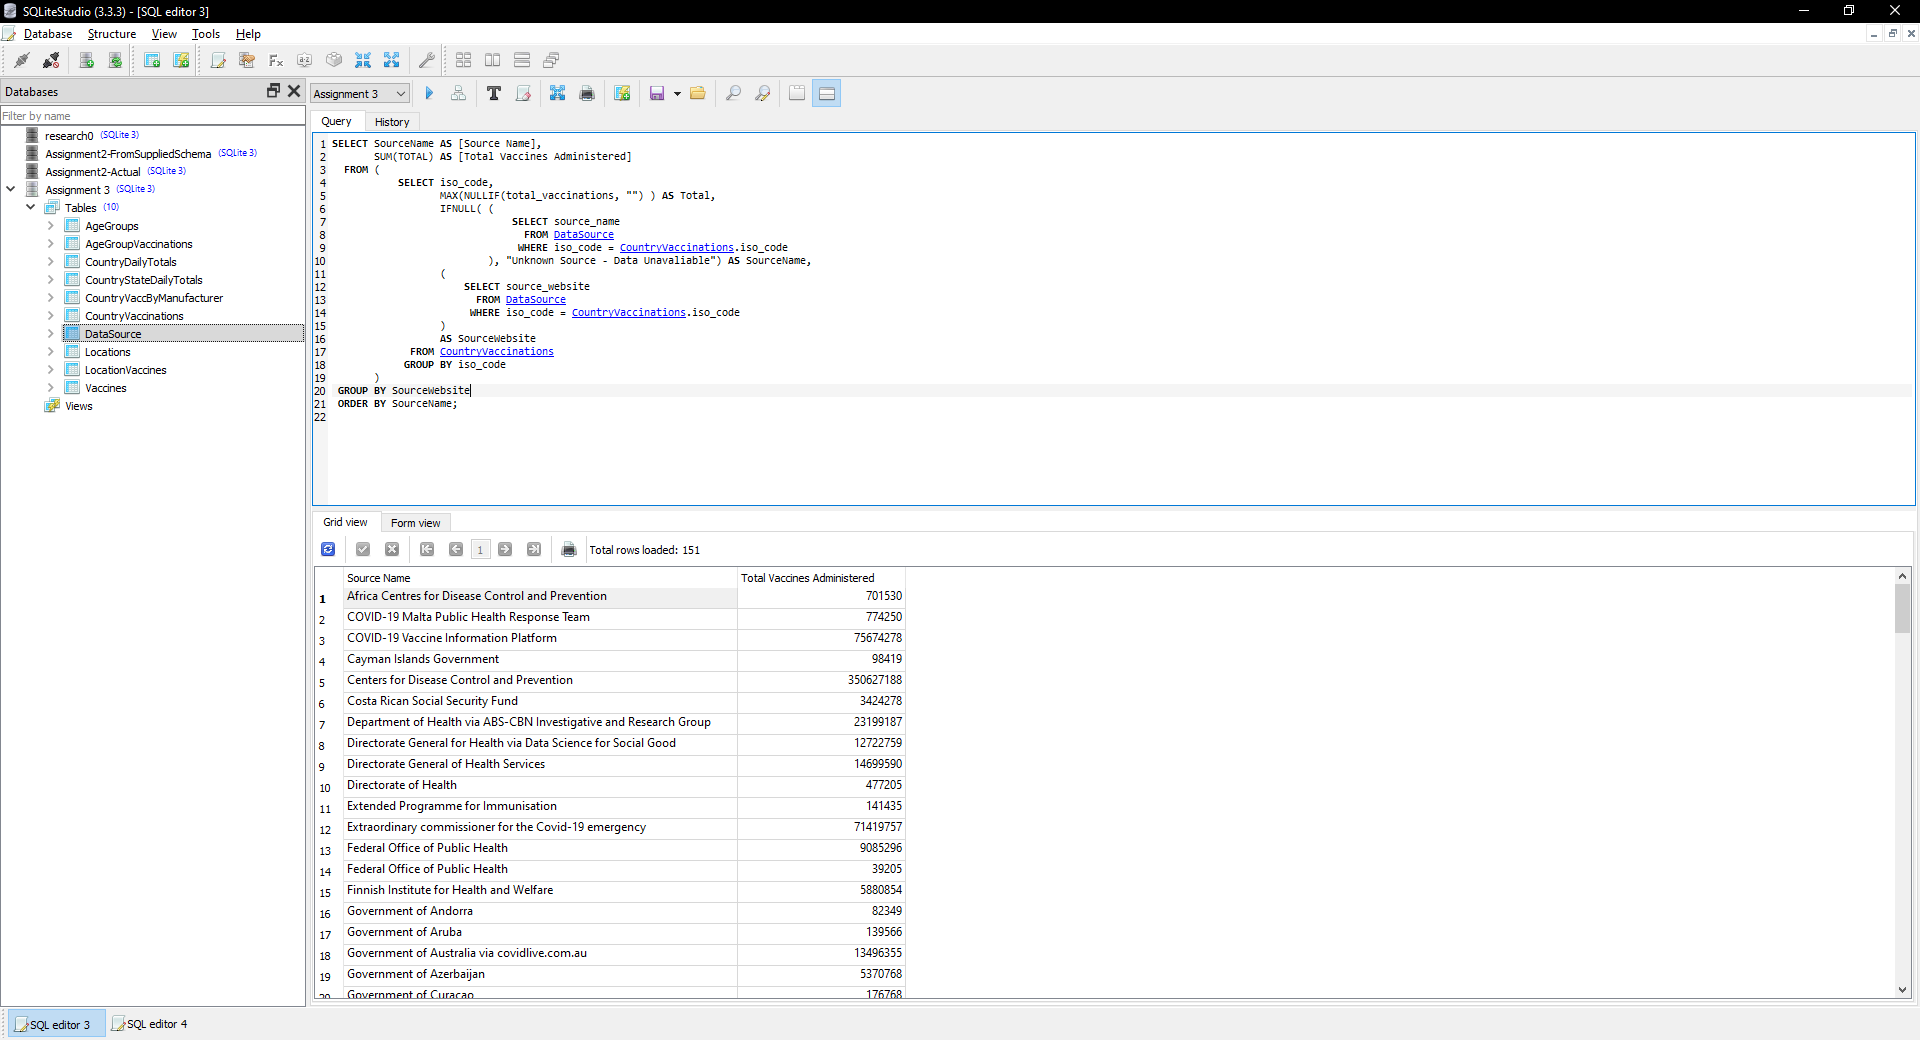 SQLiteStudio (3.3.3) - [SQL editor 3]
Database Structure View Tools Help
Databases
Filter by name
research0 (SQLite 3)
Assignment2-FromSuppliedSchema (SQLite 3)
Assignment2-Actual (SQLite 3)
Assignment 3 (SQLite 3)
Tables (10)
AgeGroups
AgeGroupVaccinations
CountryDailyTotals
CountryStateDailyTotals
CountryVaccByManufacturer
CountryVaccinations
DataSource
Locations
LocationVaccines
Vaccines
Views
Assignment 3
Query History
1 SELECT SourceName AS [Source Name],
2 SUM(TOTAL) AS [Total Vaccines Administered]
3 FROM (
4 SELECT iso_code,
5 MAX(NULLIF(total_vaccinations, "") ) AS Total,
6 IFNULL( (
7 SELECT source_name
8 FROM DataSource
9 WHERE iso_code = CountryVaccinations.iso_code
10 ), "Unknown Source - Data Unavaliable") AS SourceName,
11 (
12 SELECT source_website
13 FROM DataSource
14 WHERE iso_code = CountryVaccinations.iso_code
15 )
16 AS SourceWebsite
17 FROM CountryVaccinations
18 GROUP BY iso_code
19 )
20 GROUP BY SourceWebsite
21 ORDER BY SourceName;
22
Grid view Form view
1 Total rows loaded: 151
Source Name Total Vaccines Administered
1 Africa Centres for Disease Control and Prevention 701530
2 COVID-19 Malta Public Health Response Team 774250
3 COVID-19 Vaccine Information Platform 75674278
4 Cayman Islands Government 98419
5 Centers for Disease Control and Prevention 350627188
6 Costa Rican Social Security Fund 3424278
7 Department of Health via ABS-CBN Investigative and Research Group 23199187
8 Directorate General for Health via Data Science for Social Good 12722759
9 Directorate General of Health Services 14699590
10 Directorate of Health 477205
11 Extended Programme for Immunisation 141435
12 Extraordinary commissioner for the Covid-19 emergency 71419757
13 Federal Office of Public Health 9085296
14 Federal Office of Public Health 39205
15 Finnish Institute for Health and Welfare 5880854
16 Government of Andorra 82349
17 Government of Aruba 139566
18 Government of Australia via covidlive.com.au 13496355
19 Government of Azerbaijan 5370768
20 Government of Curacao 176768
SQL editor 3 SQL editor 4